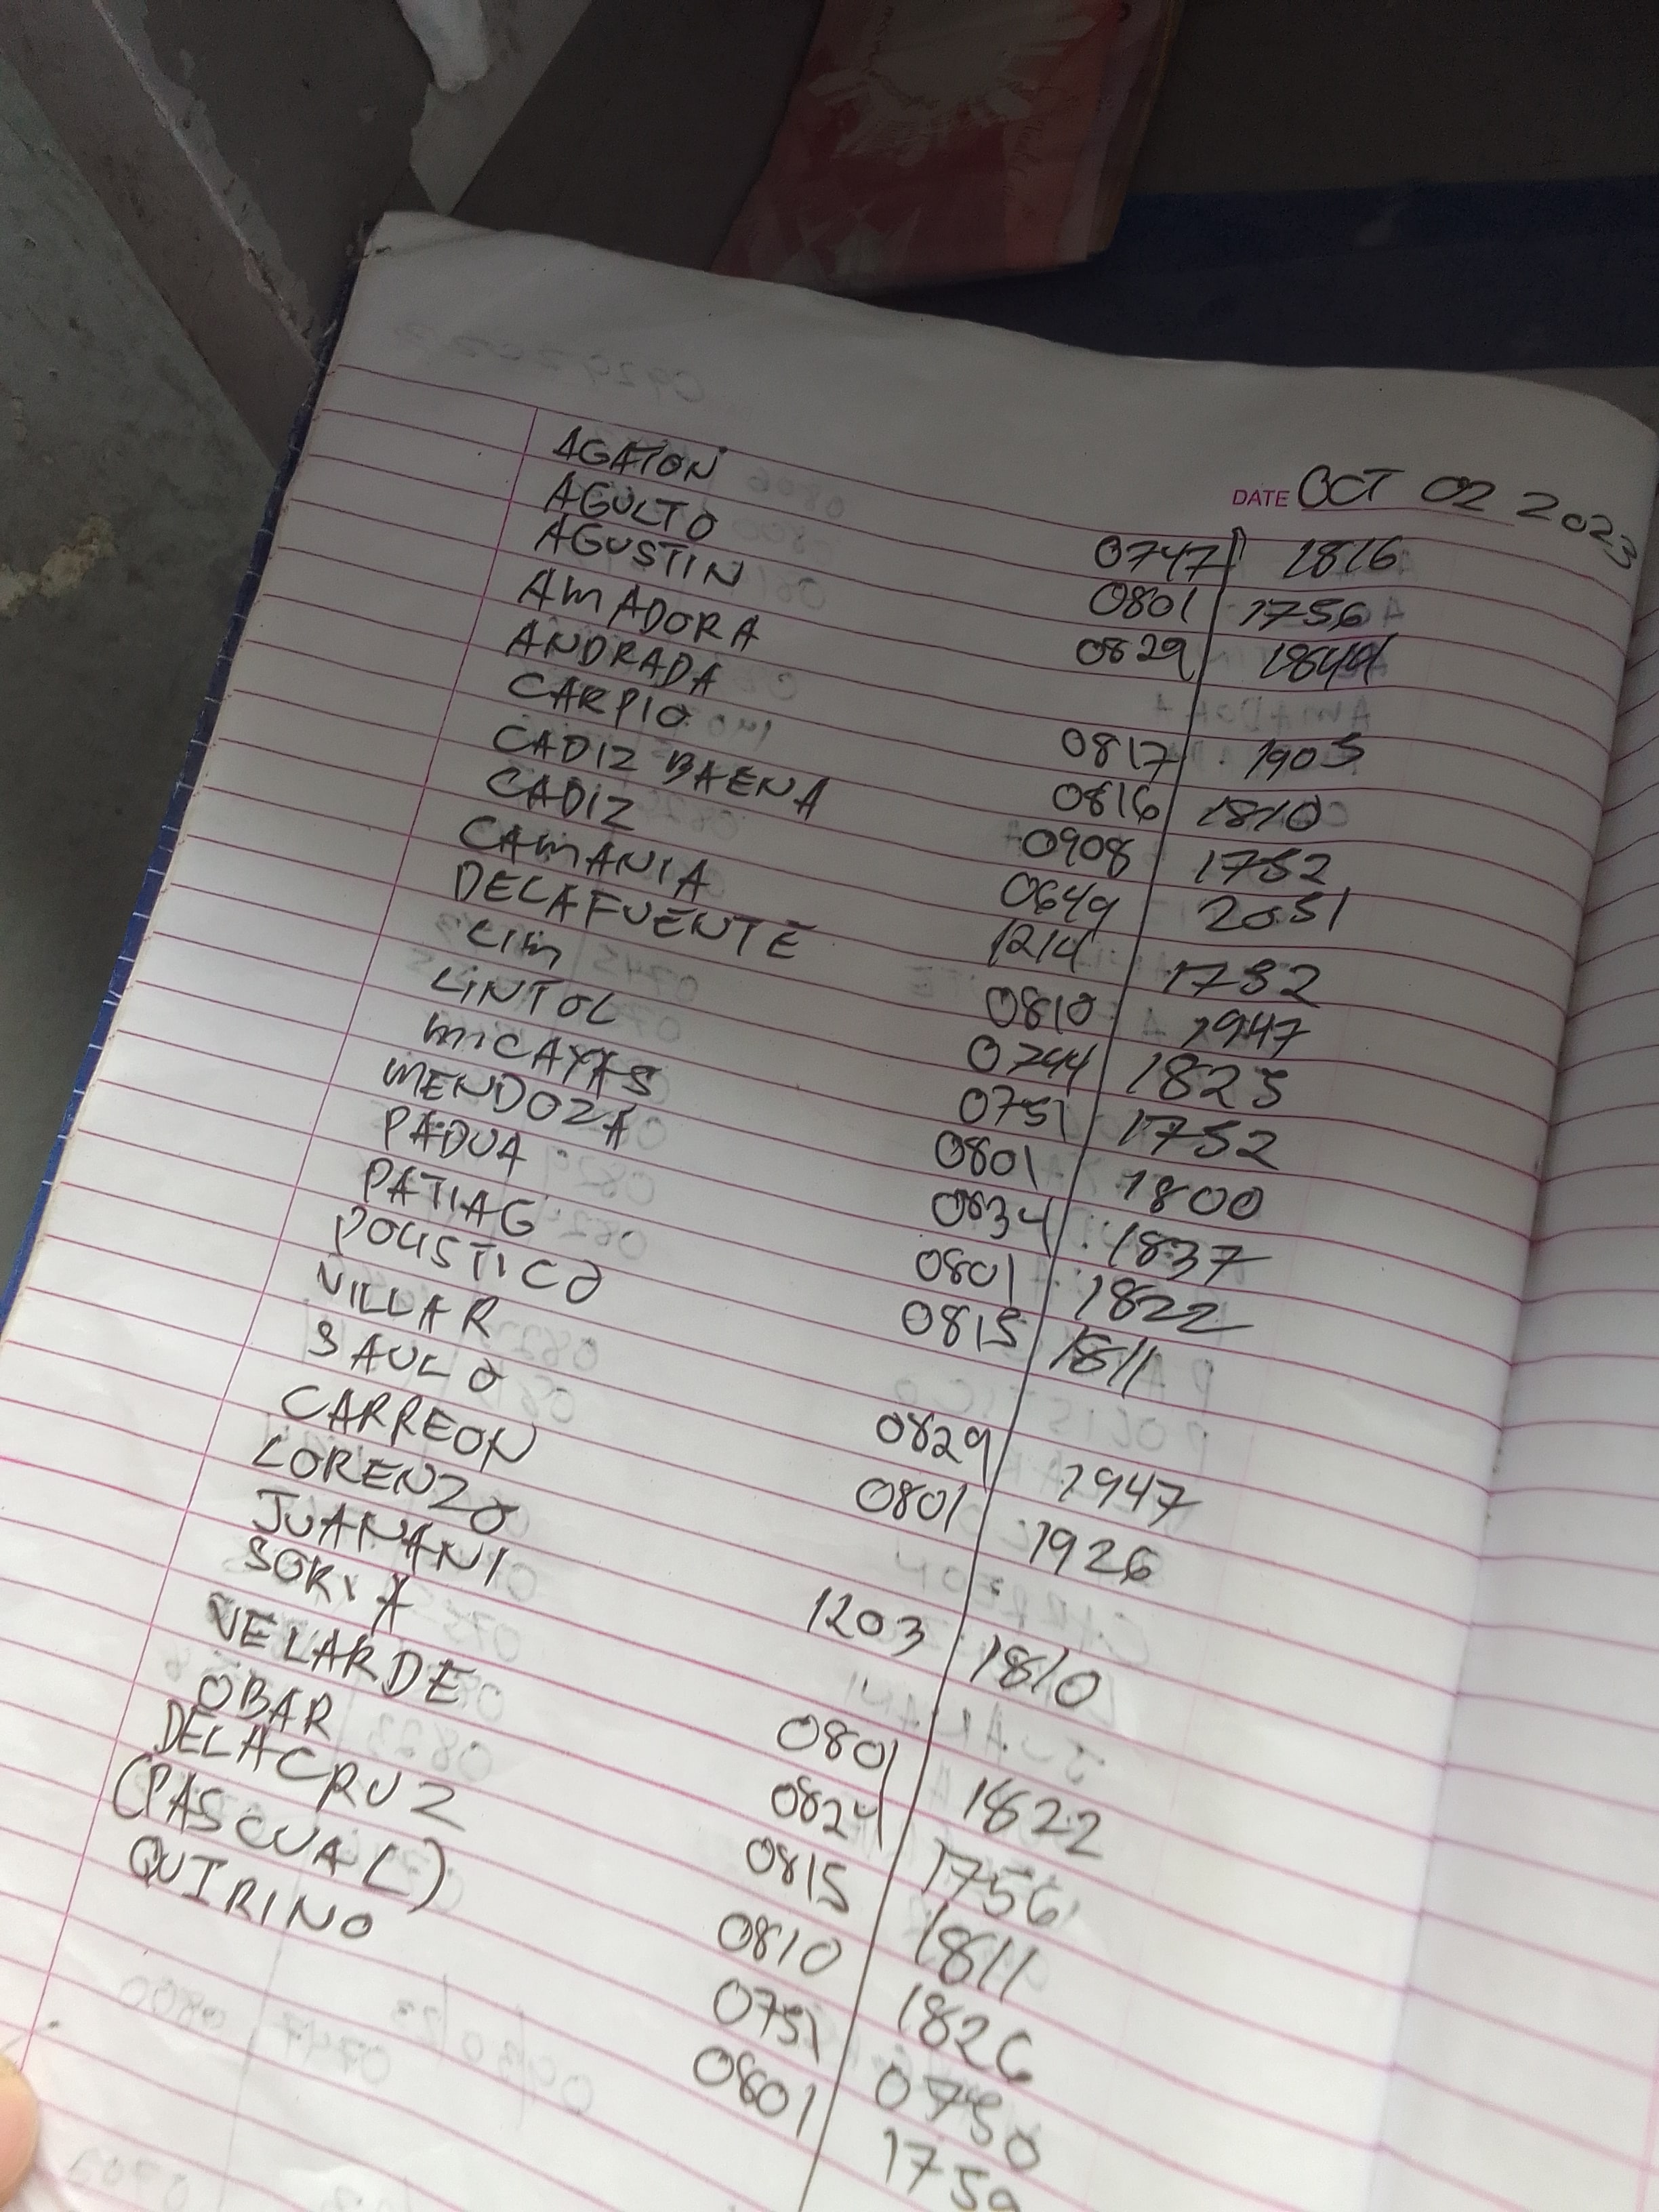 DATE OCT 02 2023
AGATON 0747 1816
AGULTO 0801 1756
AGUSTIN 0829 1844
AMADORA
ANDRADA 0817 1905
CARPIO 0816 1810
CADIZ BAENA 0908 1752
CADIZ 0649 2051
CAMANIA 1214 1752
DELAFUENTE 0810 1947
LIM 0744 1825
LINTOL 0751 1752
MICAYAS 0801 1800
MENDOZA 0834 1837
PADUA 0801 1822
PATIAG 0815 1811
POLISTICO
VILLAR 0829 1947
SAULO 0801 1926
CARREON
LORENZO 1203 1810
JUANANI
SORIA 0801 1822
VELARDE 0824 1756
OBAR 0815 1811
DELACRUZ 0810 1826
(PASCUAL) 0751 0750
QUIRINO 0801 1759